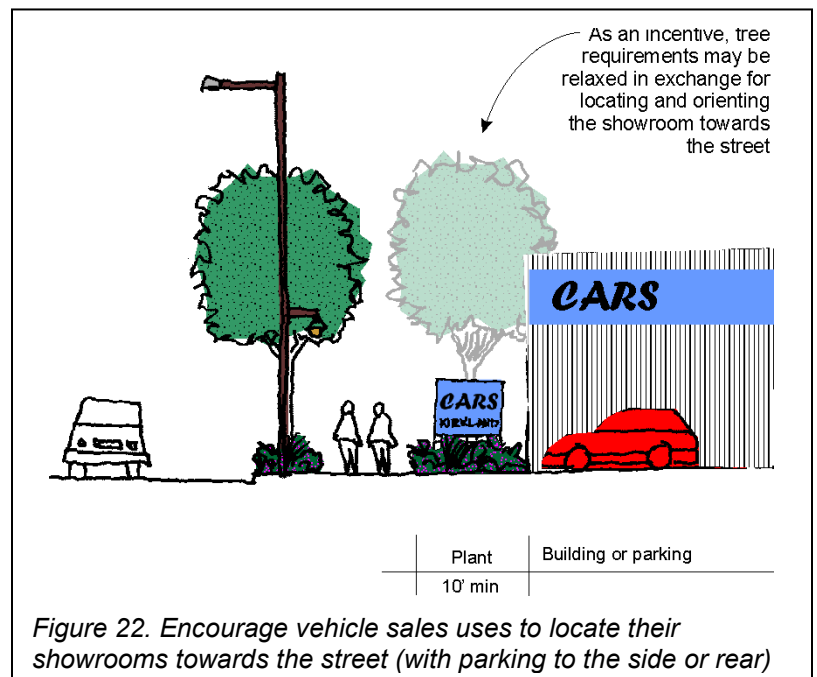 As an incentive, tree
requirements may be
relaxed in exchange for
locating and orienting
the showroom towards
the street
CARS
CARS
Plant
Building or parking
10' min
Figure 22. Encourage vehicle sales uses to locate their
showrooms towards the street (with parking to the side or rear)